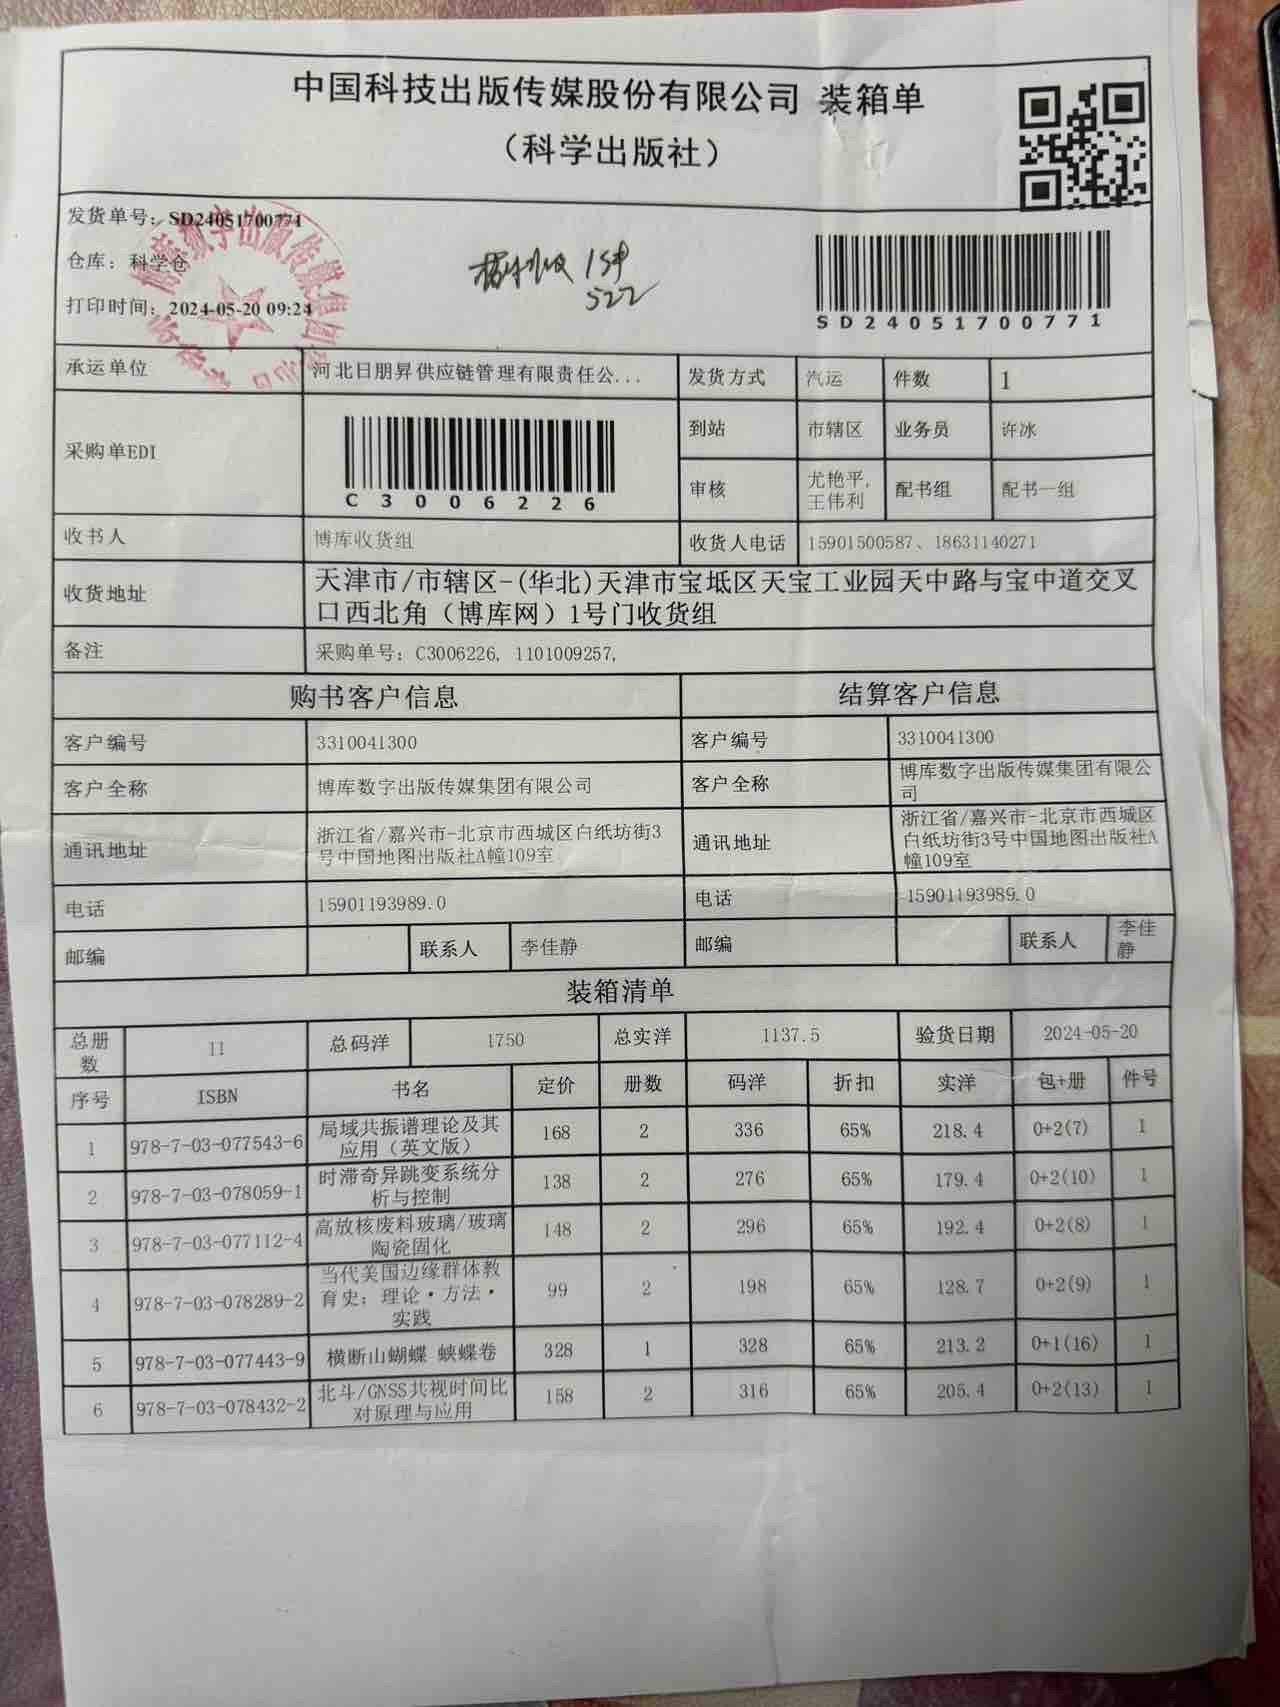 中国科技出版传媒股份有限公司 装箱单
（科学出版社）
发货单号：SD24051700771
仓库：科学仓
打印时间：2024-05-20 09:24
SD24051700771
承运单位 河北日朋昇供应链管理有限责任公... 发货方式 汽运 件数 1
采购单EDI C3006226 到站 市辖区 业务员 许冰
审核 尤艳平, 王伟利 配书组 配书一组
收书人 博库收货组 收货人电话 15901500587、18631140271
收货地址 天津市/市辖区-(华北)天津市宝坻区天宝工业园天中路与宝中道交叉
口西北角（博库网）1号门收货组
备注 采购单号：C3006226, 1101009257,
购书客户信息 结算客户信息
客户编号 3310041300 客户编号 3310041300
客户全称 博库数字出版传媒集团有限公司 客户全称 博库数字出版传媒集团有限公司
通讯地址 浙江省/嘉兴市-北京市西城区白纸坊街3号中国地图出版社A幢109室 通讯地址 浙江省/嘉兴市-北京市西城区白纸坊街3号中国地图出版社A幢109室
电话 15901193989.0 电话 15901193989.0
邮编 联系人 李佳静 邮编 联系人 李佳静
装箱清单
总册数 11 总码洋 1750 总实洋 1137.5 验货日期 2024-05-20
序号 ISBN 书名 定价 册数 码洋 折扣 实洋 包+册 件号
1 978-7-03-077543-6 局域共振谱理论及其应用（英文版） 168 2 336 65% 218.4 0+2(7) 1
2 978-7-03-078059-1 时滞奇异跳变系统分析与控制 138 2 276 65% 179.4 0+2(10) 1
3 978-7-03-077112-4 高放核废料玻璃/玻璃陶瓷固化 148 2 296 65% 192.4 0+2(8) 1
4 978-7-03-078289-2 当代美国边缘群体教育史：理论·方法·实践 99 2 198 65% 128.7 0+2(9) 1
5 978-7-03-077443-9 横断山蝴蝶 蛱蝶卷 328 1 328 65% 213.2 0+1(16) 1
6 978-7-03-078432-2 北斗/GNSS共视时间比对原理与应用 158 2 316 65% 205.4 0+2(13) 1